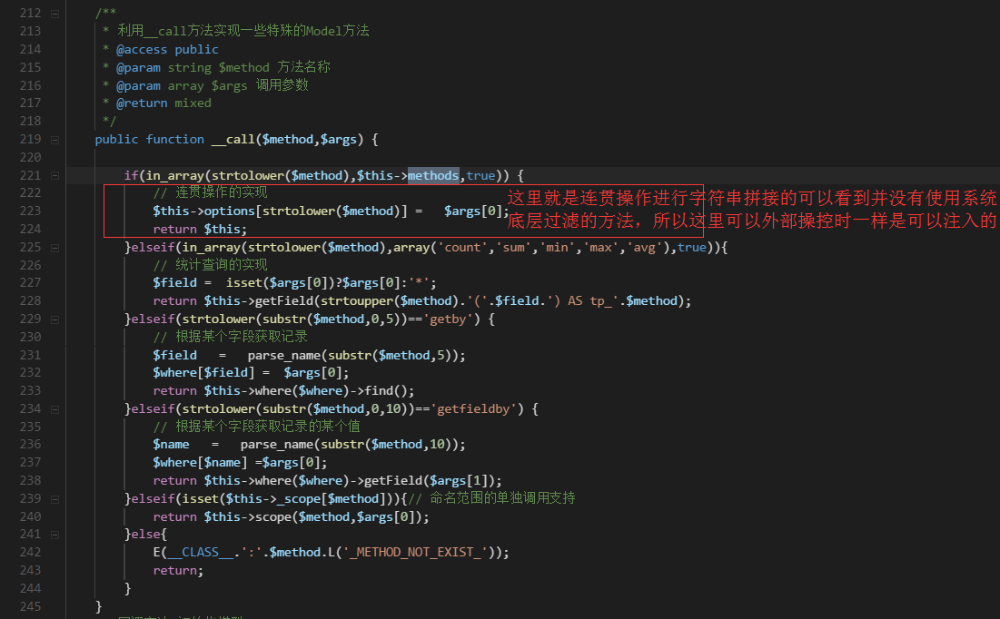 212 /**
213 * 利用__call方法实现一些特殊的Model方法
214 * @access public
215 * @param string $method 方法名称
216 * @param array $args 调用参数
217 * @return mixed
218 */
219 public function __call($method,$args) {
220
221 if(in_array(strtolower($method),$this->methods,true)) {
222 // 连贯操作的实现
这里就是连贯操作进行字符串拼接的可以看到并没有使用系统
223 $this->options[strtolower($method)] = $args[0];
底层过滤的方法，所以这里可以外部操控时一样是可以注入的
224 return $this;
225 }elseif(in_array(strtolower($method),array('count','sum','min','max','avg'),true)){
226 // 统计查询的实现
227 $field = isset($args[0])?$args[0]:'*';
228 return $this->getField(strtoupper($method).'('.$field.') AS tp_'.$method);
229 }elseif(strtolower(substr($method,0,5))=='getby') {
230 // 根据某个字段获取记录
231 $field = parse_name(substr($method,5));
232 $where[$field] = $args[0];
233 return $this->where($where)->find();
234 }elseif(strtolower(substr($method,0,10))=='getfieldby') {
235 // 根据某个字段获取记录的某个值
236 $name = parse_name(substr($method,10));
237 $where[$name] =$args[0];
238 return $this->where($where)->getField($args[1]);
239 }elseif(isset($this->_scope[$method])){// 命名范围的单独调用支持
240 return $this->scope($method,$args[0]);
241 }else{
242 E(__CLASS__.':'.$method.L('_METHOD_NOT_EXIST_'));
243 return;
244 }
245 }